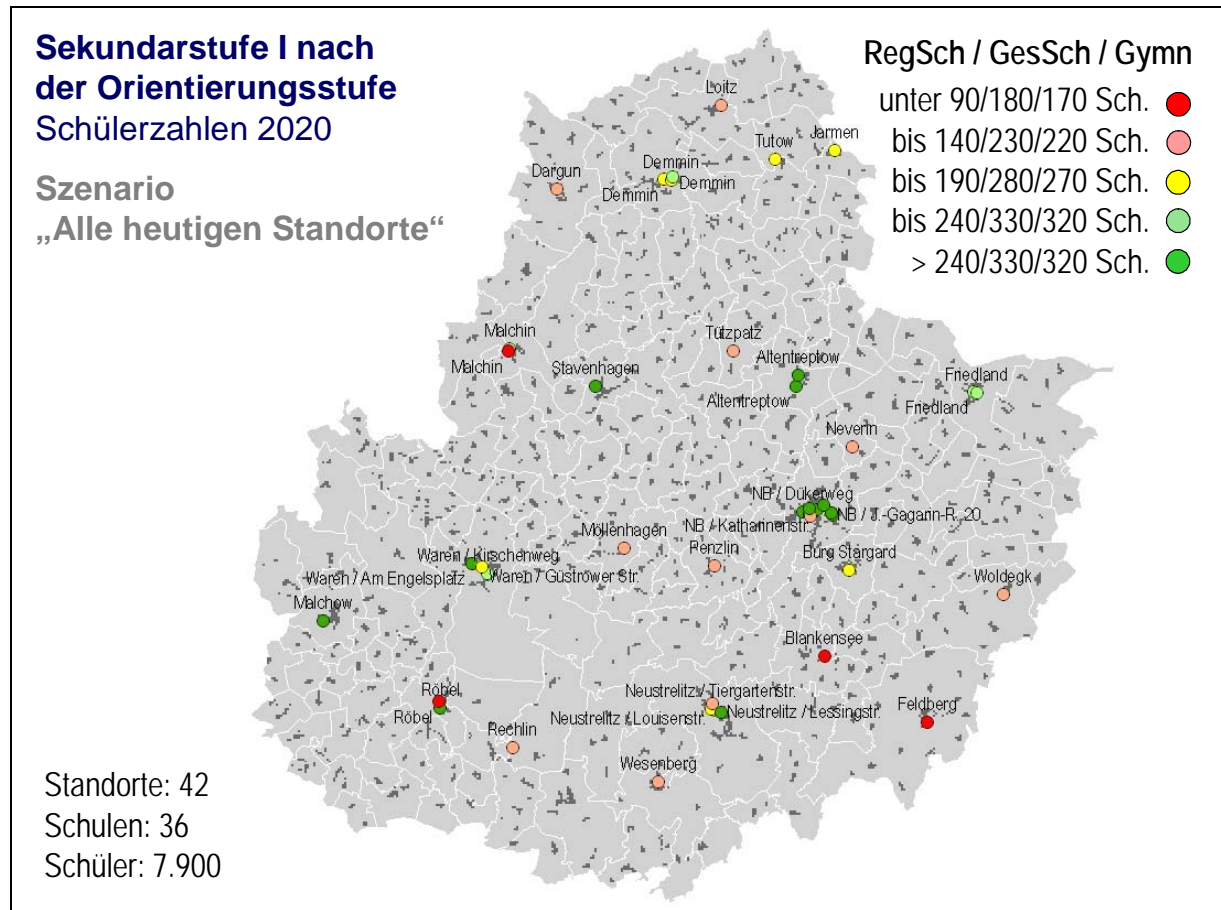 Sekundarstufe I nach
der Orientierungsstufe
Schülerzahlen 2020
Szenario
„Alle heutigen Standorte“
RegSch / GesSch / Gymn
unter 90/180/170 Sch.
bis 140/230/220 Sch.
bis 190/280/270 Sch.
bis 240/330/320 Sch.
> 240/330/320 Sch.
Loitz
Jarmen
Tutow
Demmin
Dargun
Demmin
Demmin
Malchin
Tützpatz
Malchin
Stavenhagen
Altentreptow
Altentreptow
Friedland
Friedland
Neverin
NB / Dükerweg
NB / J.-Gagarin-R. 20
NB / Katharinenstr.
Möllenhagen
Penzlin
Burg Stargard
Waren / Kirschenweg
Waren / Am Engelsplatz
Waren / Güstrower Str.
Woldegk
Malchow
Blankensee
Röbel
Röbel
Neustrelitz / Tiergartenstr.
Neustrelitz / Louisenstr.
Neustrelitz / Lessingstr.
Feldberg
Rechlin
Wesenberg
Standorte: 42
Schulen: 36
Schüler: 7.900